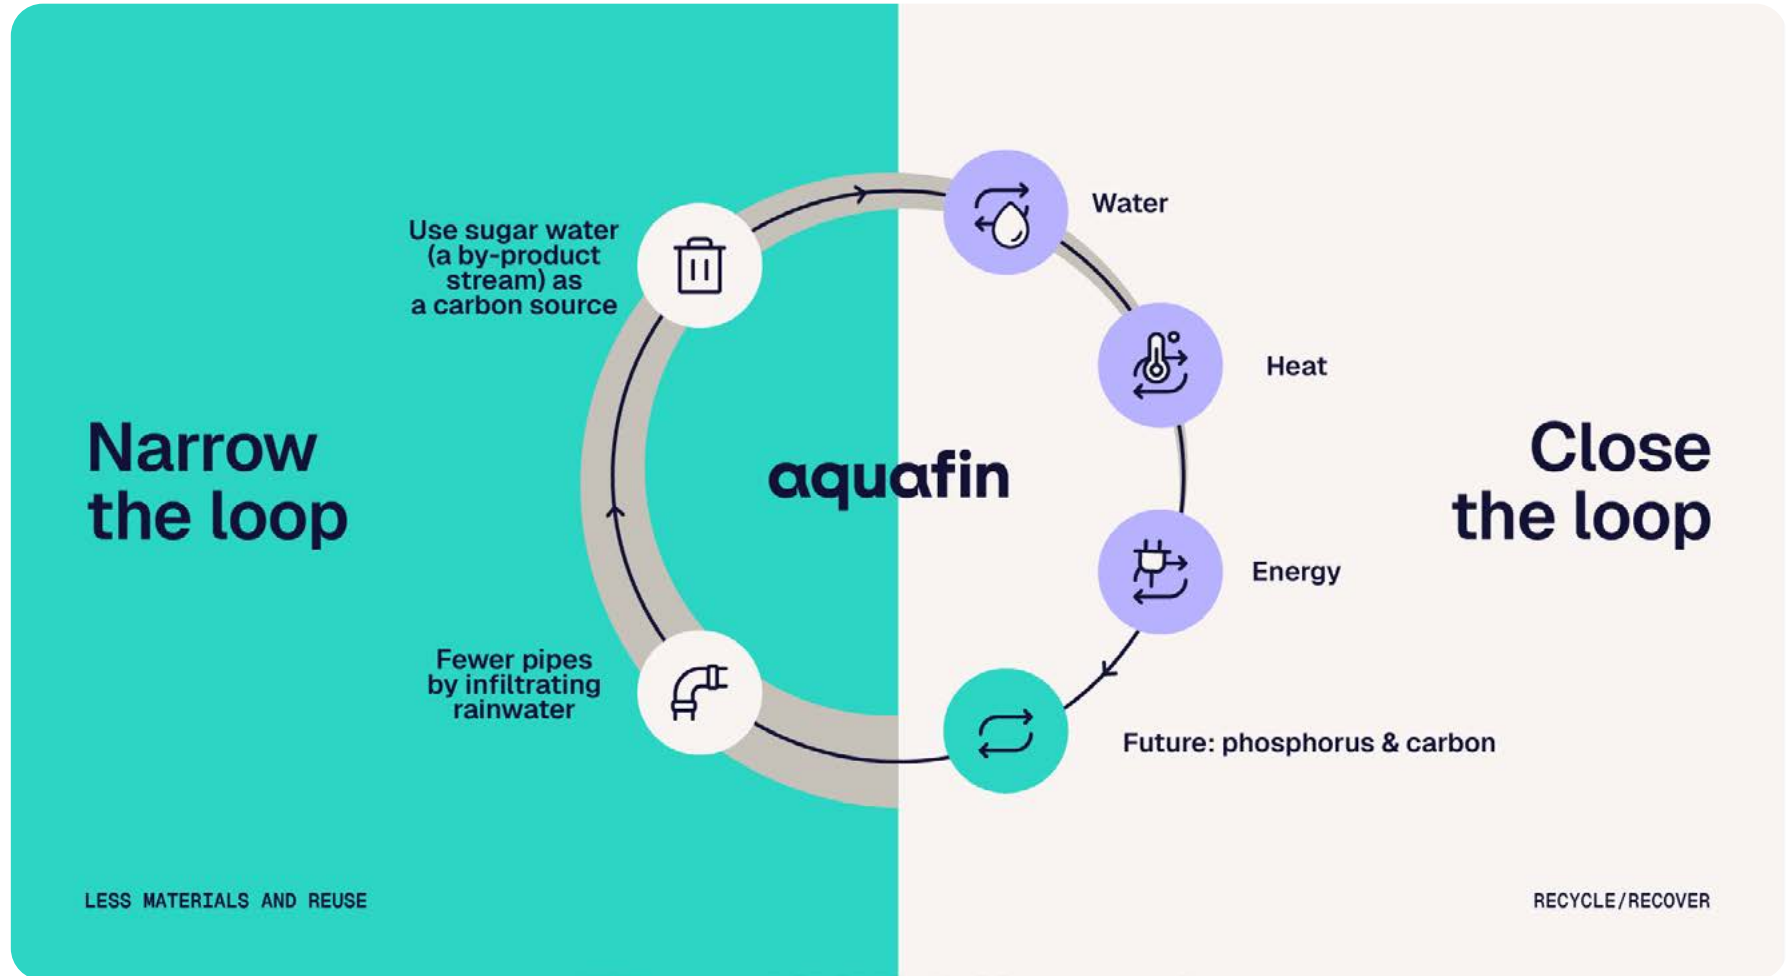 Narrow
the loop
Use sugar water
(a by-product
stream) as
a carbon source
Fewer pipes
by infiltrating
rainwater
LESS MATERIALS AND REUSE
aquafin
Water
Heat
Energy
Future: phosphorus & carbon
Close
the loop
RECYCLE/RECOVER